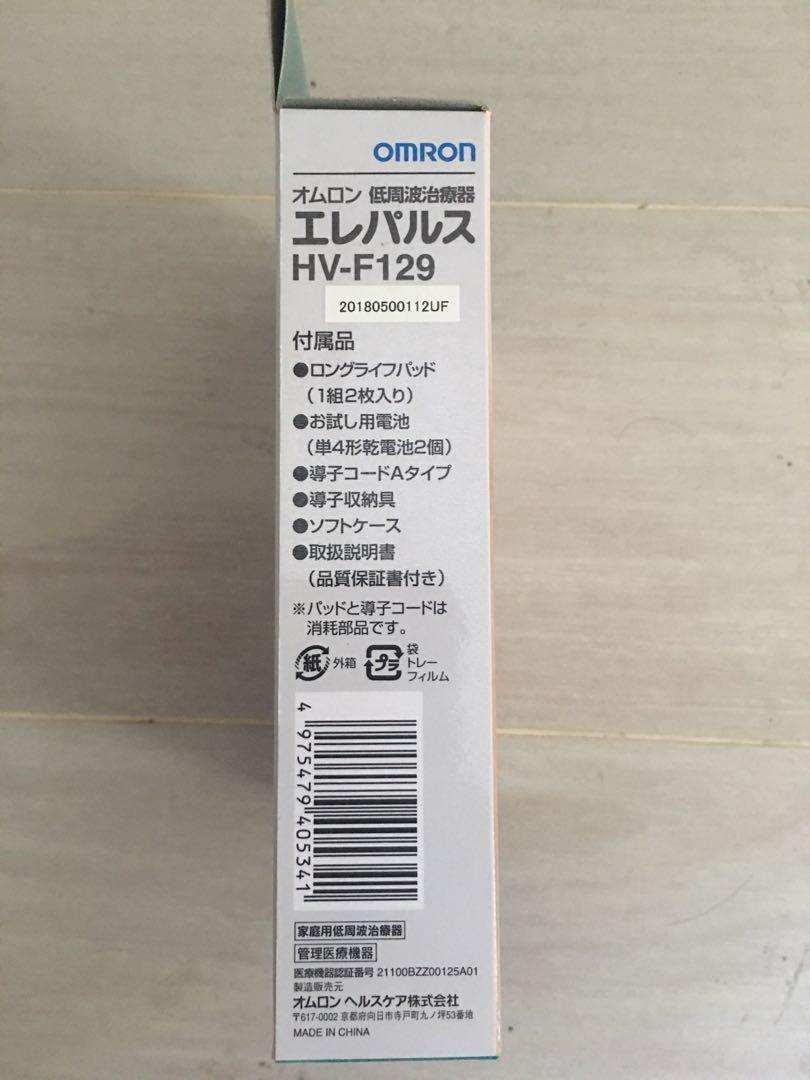 OMRON
オムロン 低周波治療器
エレパルス
HV-F129
20180500112UF
付属品
●ロングライフパッド
（1組2枚入り）
●お試し用電池
（単4形乾電池2個）
●導子コードAタイプ
●導子収納具
●ソフトケース
●取扱説明書
（品質保証書付き）
※パッドと導子コードは
消耗部品です。
紙 外箱 プラ 袋
トレー
フィルム
4 975479 405341
家庭用低周波治療器
管理医療機器
医療機器認証番号 21100BZZ00125A01
製造販売元
オムロン ヘルスケア株式会社
〒617-0002 京都府向日市寺戸町九ノ坪53番地
MADE IN CHINA